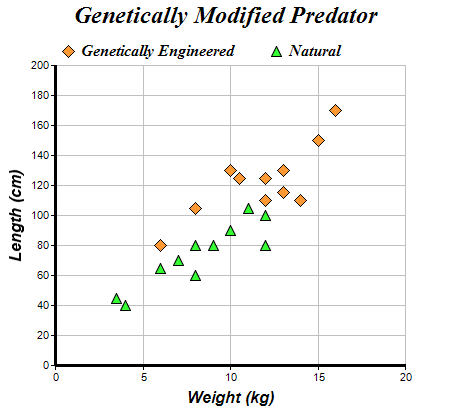 Genetically Modified Predator
Genetically Engineered
Natural
200
180
160
140
120
100
80
60
40
20
0
Length (cm)
0 5 10 15 20
Weight (kg)